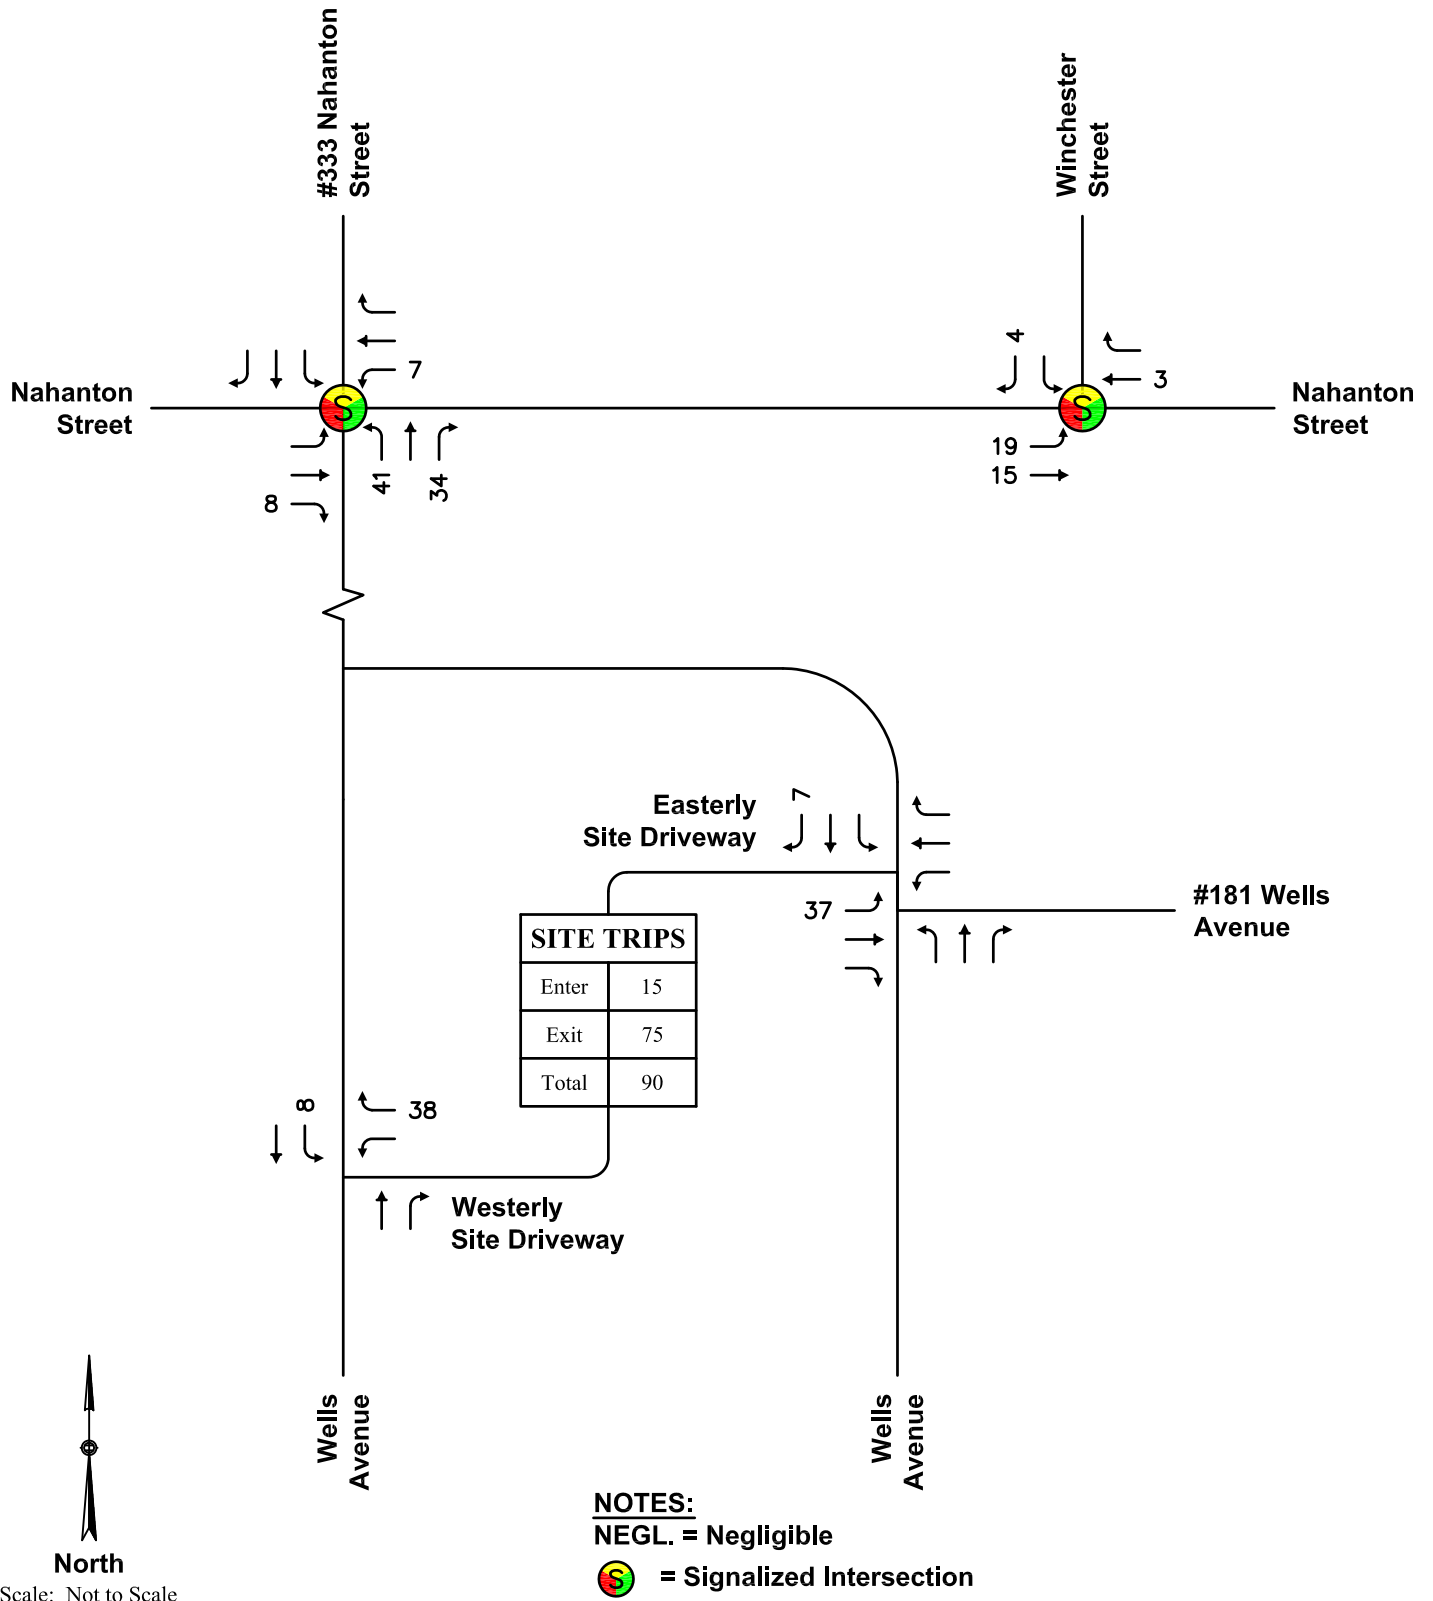 #333 Nahanton
Street
Winchester
Street
4
7
3
Nahanton
Street
S
S
Nahanton
Street
19
15
8
41
34
7
Easterly
Site Driveway
37
#181 Wells
Avenue
SITE TRIPS
Enter 15
Exit 75
Total 90
8
38
Westerly
Site Driveway
Wells
Avenue
Wells
Avenue
North
Scale: Not to Scale
NOTES:
NEGL. = Negligible
S = Signalized Intersection